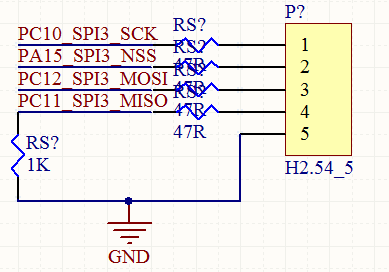 P?
RS?
PC10_SPI3_SCK
1
RS?
PA15_SPI3_NSS
47R
2
RS?
PC12_SPI3_MOSI
47R
3
RS?
PC11_SPI3_MISO
47R
4
47R
5
RS?
1K
H2.54_5
GND